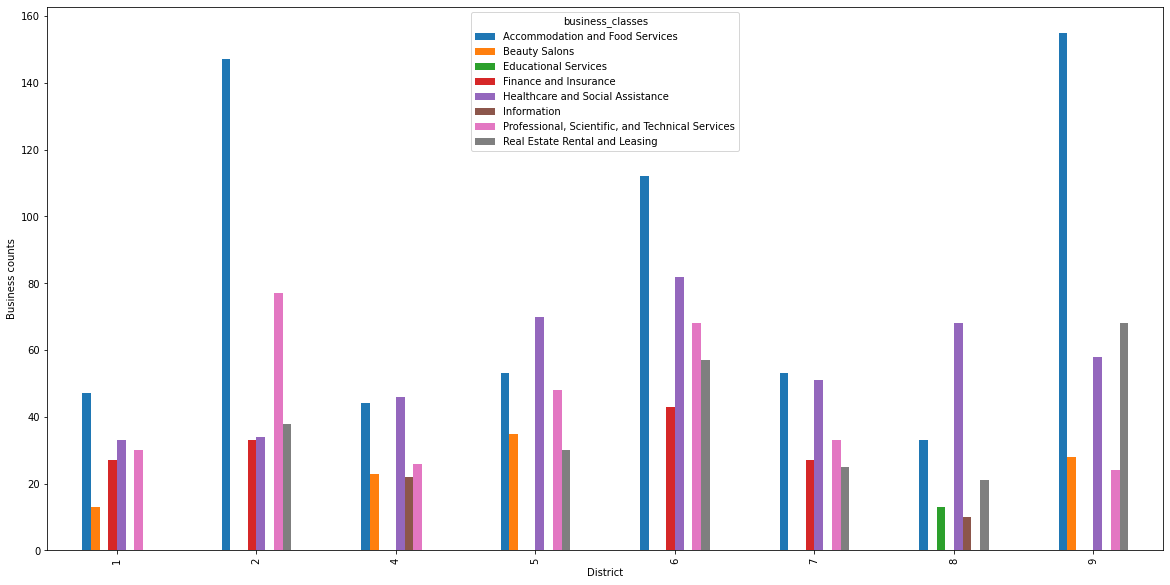 business_classes
Accommodation and Food Services
Beauty Salons
Educational Services
Finance and Insurance
Healthcare and Social Assistance
Information
Professional, Scientific, and Technical Services
Real Estate Rental and Leasing
160
140
120
100
80
60
40
20
0
Business counts
1 2 4 5 6 7 8 9
District